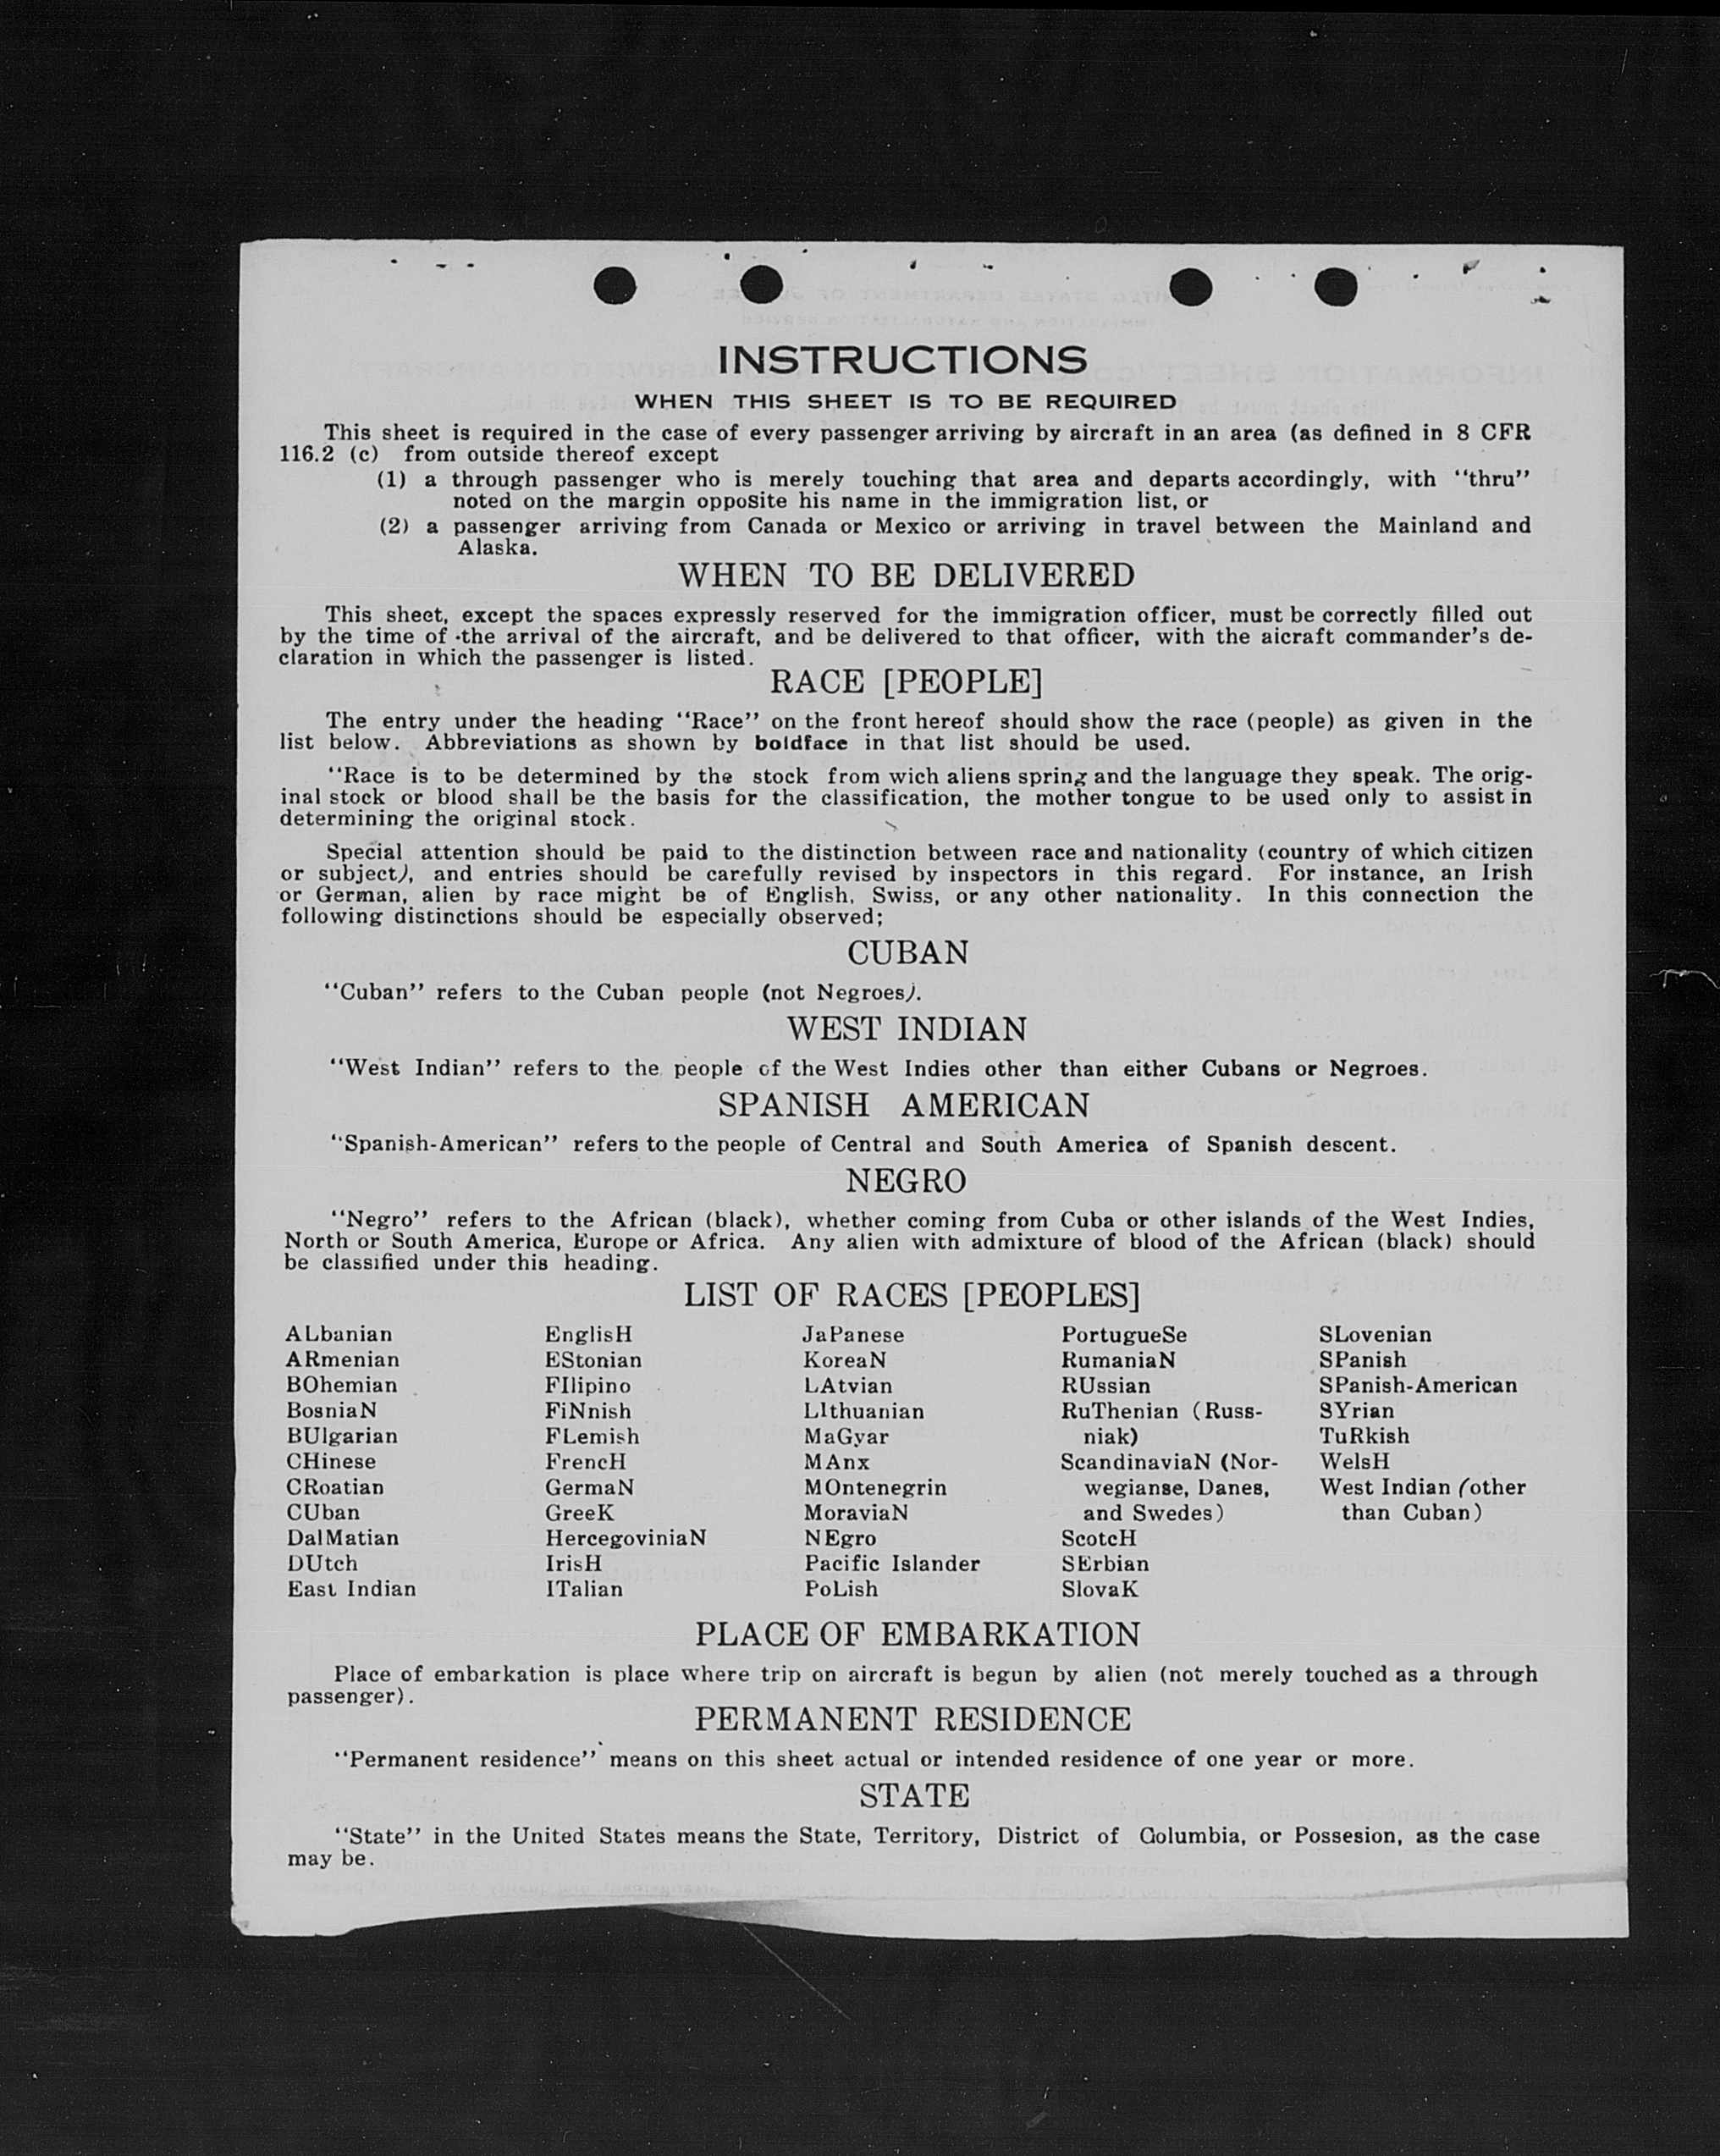 INSTRUCTIONS
WHEN THIS SHEET IS TO BE REQUIRED
This sheet is required in the case of every passenger arriving by aircraft in an area (as defined in 8 CFR
116.2 (c) from outside thereof except
(1) a through passenger who is merely touching that area and departs accordingly, with "thru"
noted on the margin opposite his name in the immigration list, or
(2) a passenger arriving from Canada or Mexico or arriving in travel between the Mainland and
Alaska.
WHEN TO BE DELIVERED
This sheet, except the spaces expressly reserved for the immigration officer, must be correctly filled out
by the time of the arrival of the aircraft, and be delivered to that officer, with the aicraft commander's de-
claration in which the passenger is listed.
RACE [PEOPLE]
The entry under the heading "Race" on the front hereof should show the race (people) as given in the
list below. Abbreviations as shown by boldface in that list should be used.
"Race is to be determined by the stock from wich aliens spring and the language they speak. The orig-
inal stock or blood shall be the basis for the classification, the mother tongue to be used only to assist in
determining the original stock.
Special attention should be paid to the distinction between race and nationality (country of which citizen
or subject), and entries should be carefully revised by inspectors in this regard. For instance, an Irish
or German, alien by race might be of English, Swiss, or any other nationality. In this connection the
following distinctions should be especially observed;
CUBAN
"Cuban" refers to the Cuban people (not Negroes).
WEST INDIAN
"West Indian" refers to the people of the West Indies other than either Cubans or Negroes.
SPANISH AMERICAN
"Spanish-American" refers to the people of Central and South America of Spanish descent.
NEGRO
"Negro" refers to the African (black), whether coming from Cuba or other islands of the West Indies,
North or South America, Europe or Africa. Any alien with admixture of blood of the African (black) should
be classified under this heading.
LIST OF RACES [PEOPLES]
ALbanian
ARmenian
BOhemian
BosniaN
BUlgarian
CHinese
CRoatian
CUban
DalMatian
DUtch
East Indian
EnglisH
EStonian
FIlipino
FiNnish
FLemish
FrencH
GermaN
GreeK
HercegoviniaN
IrisH
ITalian
JaPanese
KoreaN
LAtvian
LIthuanian
MaGyar
MAnx
MOntenegrin
MoraviaN
NEgro
Pacific Islander
PoLish
PortugueSe
RumaniaN
RUssian
RuThenian (Russ-
niak)
ScandinaviaN (Nor-
wegianse, Danes,
and Swedes)
ScotcH
SErbian
SlovaK
SLovenian
SPanish
SPanish-American
SYrian
TuRkish
WelsH
West Indian (other
than Cuban)
PLACE OF EMBARKATION
Place of embarkation is place where trip on aircraft is begun by alien (not merely touched as a through
passenger).
PERMANENT RESIDENCE
"Permanent residence" means on this sheet actual or intended residence of one year or more.
STATE
"State" in the United States means the State, Territory, District of Golumbia, or Possesion, as the case
may be.